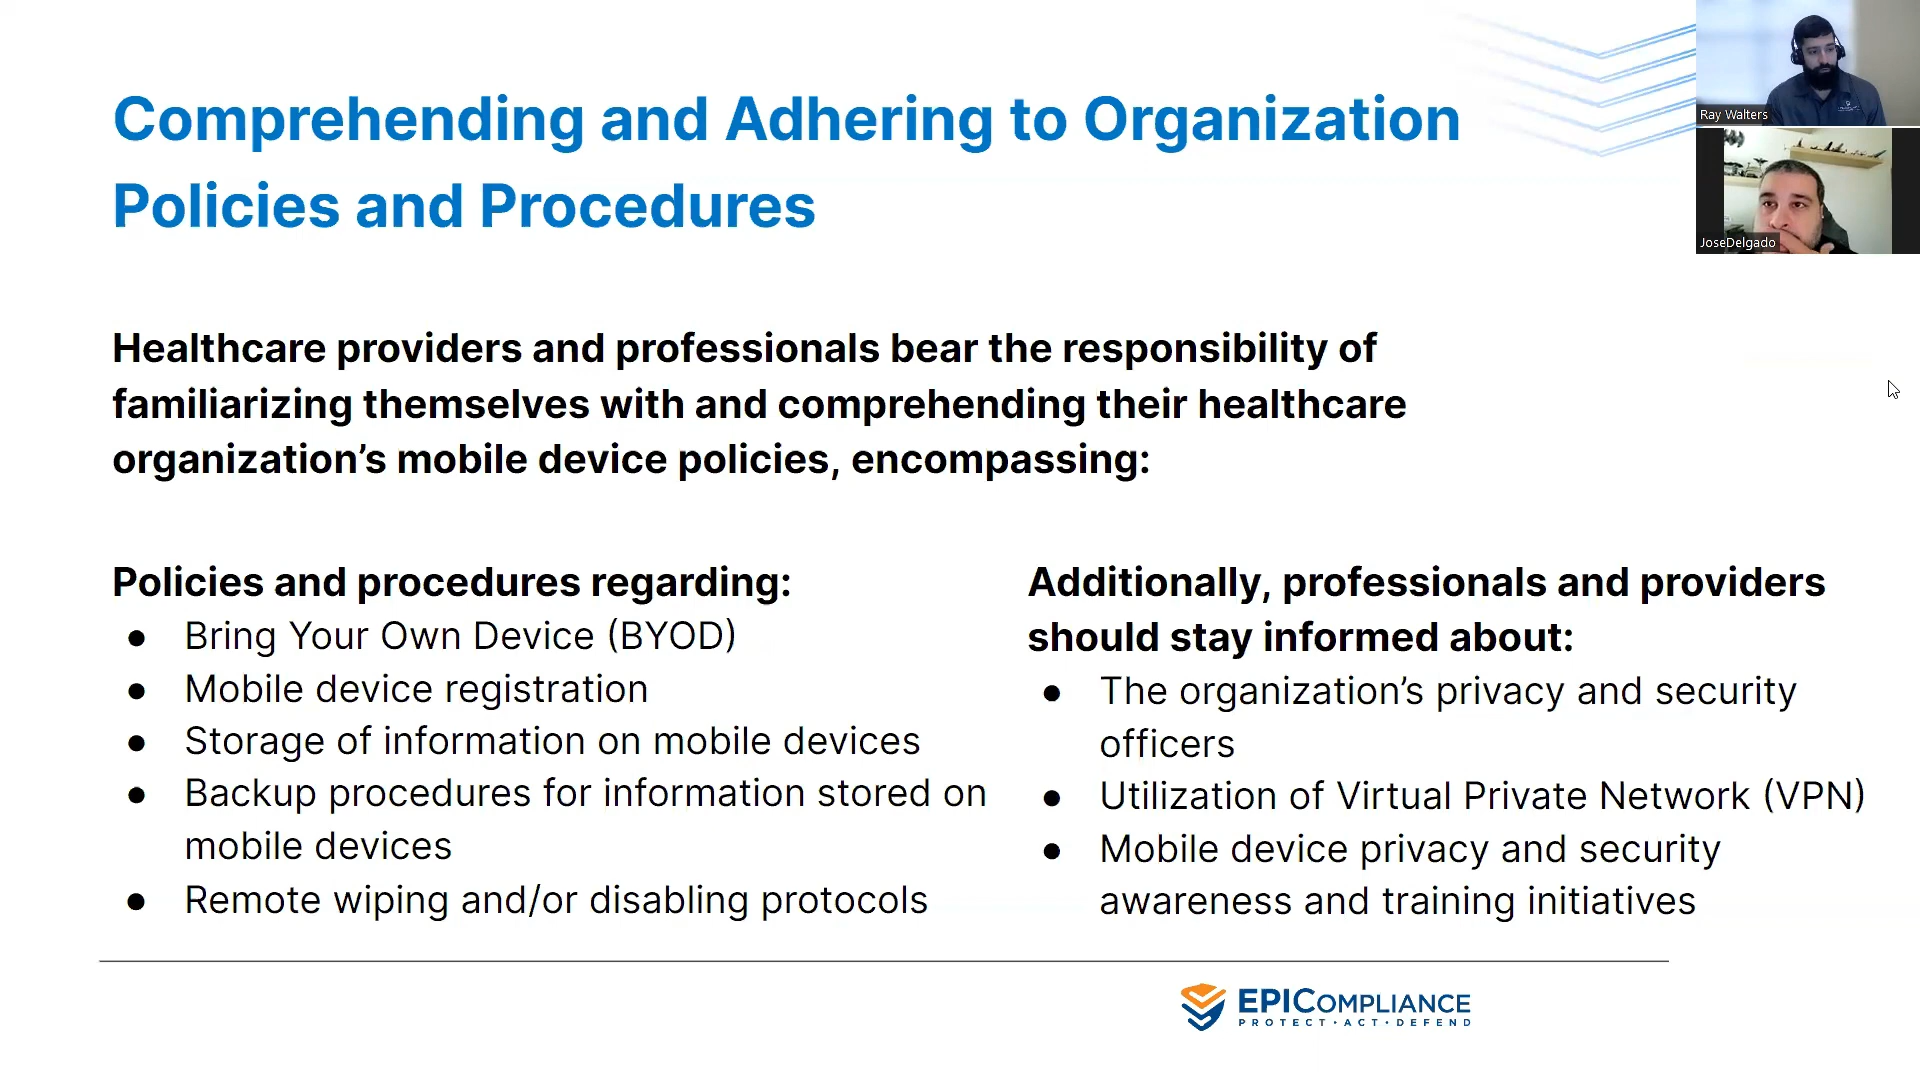 Comprehending and Adhering to Organization
Policies and Procedures
Ray Walters
JoseDelgado
Healthcare providers and professionals bear the responsibility of
familiarizing themselves with and comprehending their healthcare
organization’s mobile device policies, encompassing:
Policies and procedures regarding:
● Bring Your Own Device (BYOD)
● Mobile device registration
● Storage of information on mobile devices
● Backup procedures for information stored on
mobile devices
● Remote wiping and/or disabling protocols
Additionally, professionals and providers
should stay informed about:
● The organization’s privacy and security
officers
● Utilization of Virtual Private Network (VPN)
● Mobile device privacy and security
awareness and training initiatives
EPICOMPLIANCE
PROTECT · ACT · DEFEND